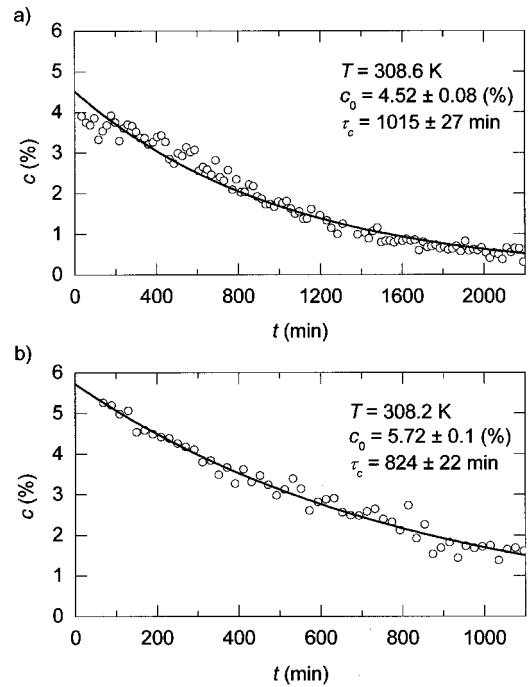 a)
6
5
4
3
2
1
0
c (%)
T = 308.6 K
c₀ = 4.52 ± 0.08 (%)
τc = 1015 ± 27 min
0 400 800 1200 1600 2000
t (min)
b)
6
5
4
3
2
1
0
c (%)
T = 308.2 K
c₀ = 5.72 ± 0.1 (%)
τc = 824 ± 22 min
0 200 400 600 800 1000
t (min)